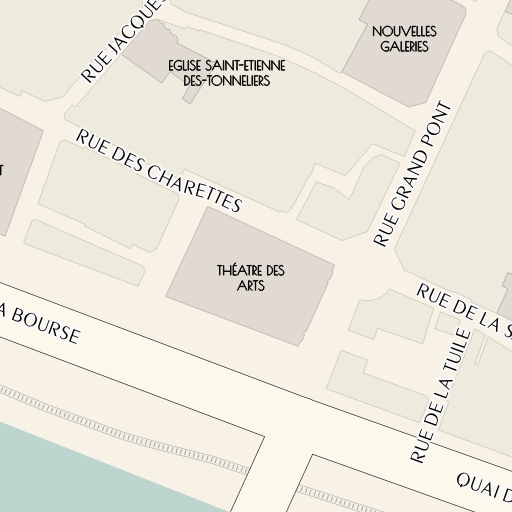 RUE JACQUES
NOUVELLES
GALERIES
EGLISE SAINT-ETIENNE
DES-TONNELIERS
RUE DES CHARETTES
RUE GRAND PONT
T
THÉATRE DES
ARTS
RUE DE LA S
A BOURSE
RUE DE LA TUILE
QUAI D